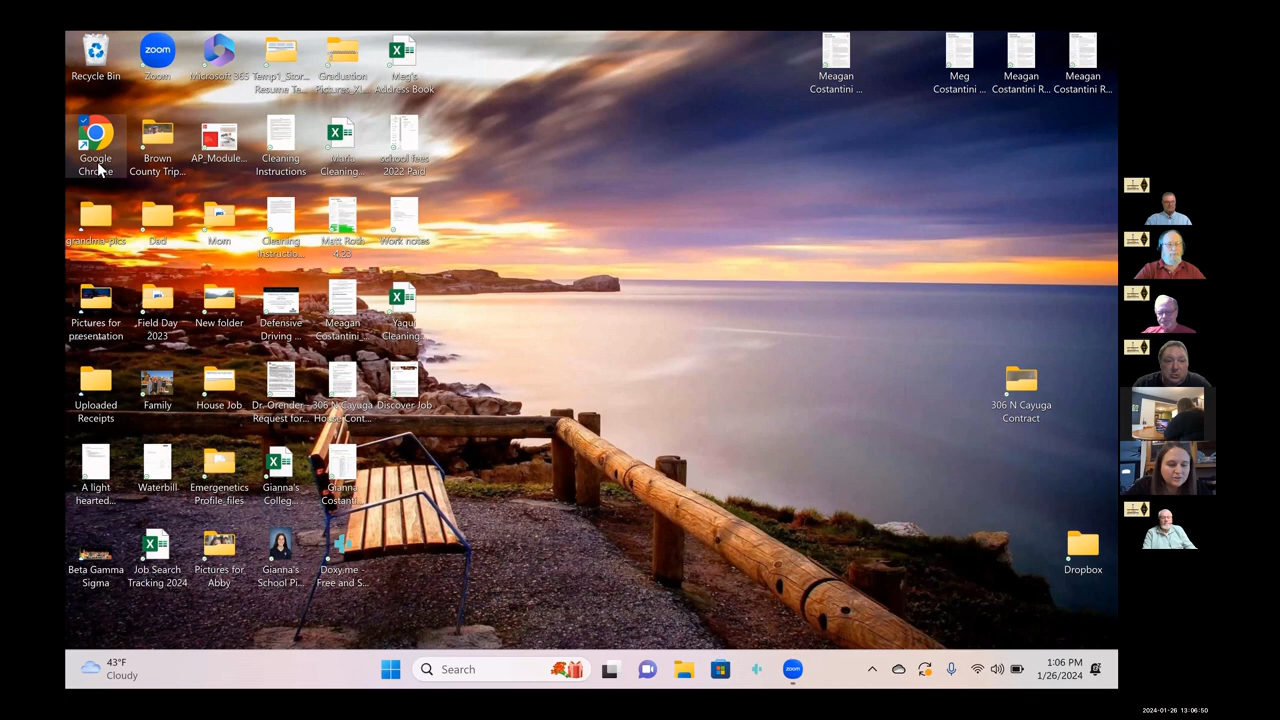 Recycle Bin
Zoom
Microsoft 365
Temp1_Stor...
Resume Te...
Graduation
Pictures_Xl...
Meg's
Address Book
Meagan
Costantini ...
Meg
Costantini ...
Meagan
Costantini R...
Meagan
Costantini R...
Google
Chrome
Brown
County Trip...
AP_Module...
Cleaning
Instructions
Maria
Cleaning...
school fees
2022 Paid
grandma-pics
Dad
Mom
Cleaning
Instructio...
Matt Roth
4.23
Work notes
Pictures for
presentation
Field Day
2023
New folder
Defensive
Driving ...
Meagan
Costantini_...
Yaqui
Cleaning...
Uploaded
Receipts
Family
House Job
Dr. Orender
Request for...
306 N Cayuga
House Cont...
Discover Job
306 N Cayuga
Contract
A light
hearted...
Waterbill
Emergenetics
Profile_files
Gianna's
Colleg...
Gianna
Costanti...
Beta Gamma
Sigma
Job Search
Tracking 2024
Pictures for
Abby
Gianna's
School Pi...
Doxy.me -
Free and S...
Dropbox
43°F
Cloudy
Search
zoom
1:06 PM
1/26/2024
2024-01-26 13:06:50